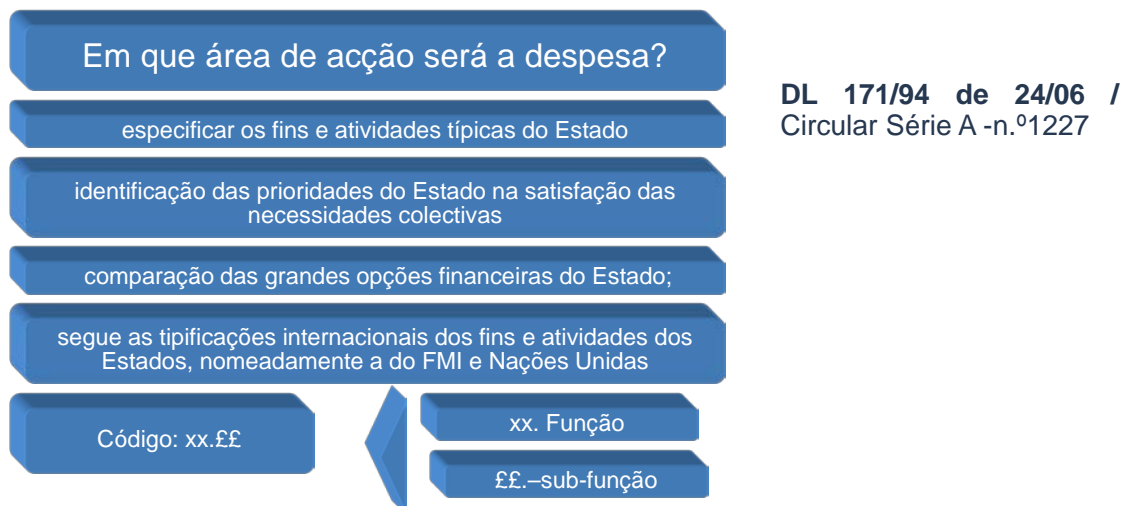 Em que área de acção será a despesa?
especificar os fins e atividades típicas do Estado
identificação das prioridades do Estado na satisfação das
necessidades colectivas
comparação das grandes opções financeiras do Estado;
segue as tipificações internacionais dos fins e atividades dos
Estados, nomeadamente a do FMI e Nações Unidas
Código: xx.££
xx. Função
££.–sub-função
DL 171/94 de 24/06 /
Circular Série A -n.º1227